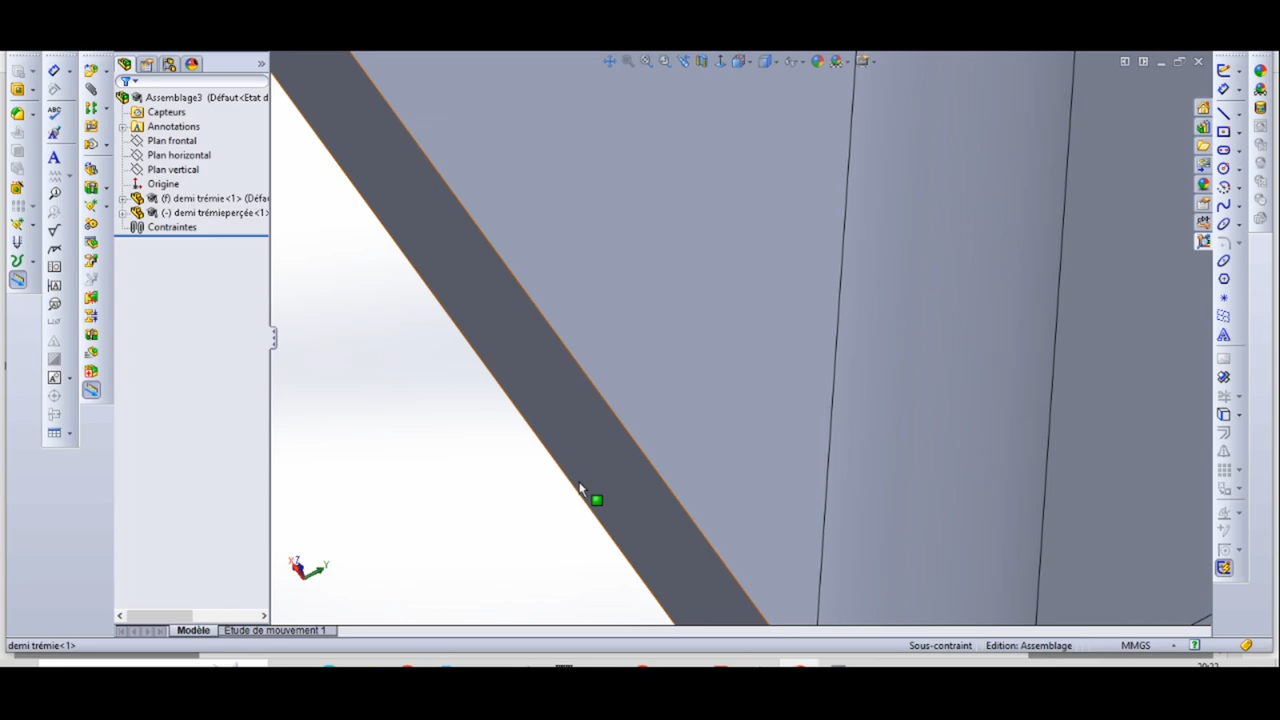 Assemblage3 (Défaut<Etat d
Capteurs
Annotations
Plan frontal
Plan horizontal
Plan vertical
Origine
(f) demi trémie<1> (Défa
(-) demi trémieperçée<1>
Contraintes
Modèle
Etude de mouvement 1
demi trémie<1>
Sous-contraint
Edition: Assemblage
MMGS